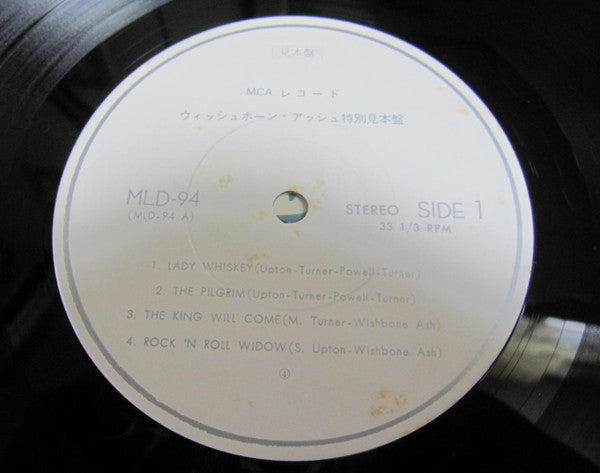 見本盤
MCA レコード
ウィッシュボーン・アッシュ特別見本盤
MLD-94
(MLD-94 A)
STEREO SIDE 1
33 1/3 RPM
1. LADY WHISKEY(Upton-Turner-Powell-Turner)
2. THE PILGRIM(Upton-Turner-Powell-Turner)
3. THE KING WILL COME(M. Turner-Wishbone Ash)
4. ROCK 'N ROLL WIDOW(S. Upton-Wishbone Ash)
④